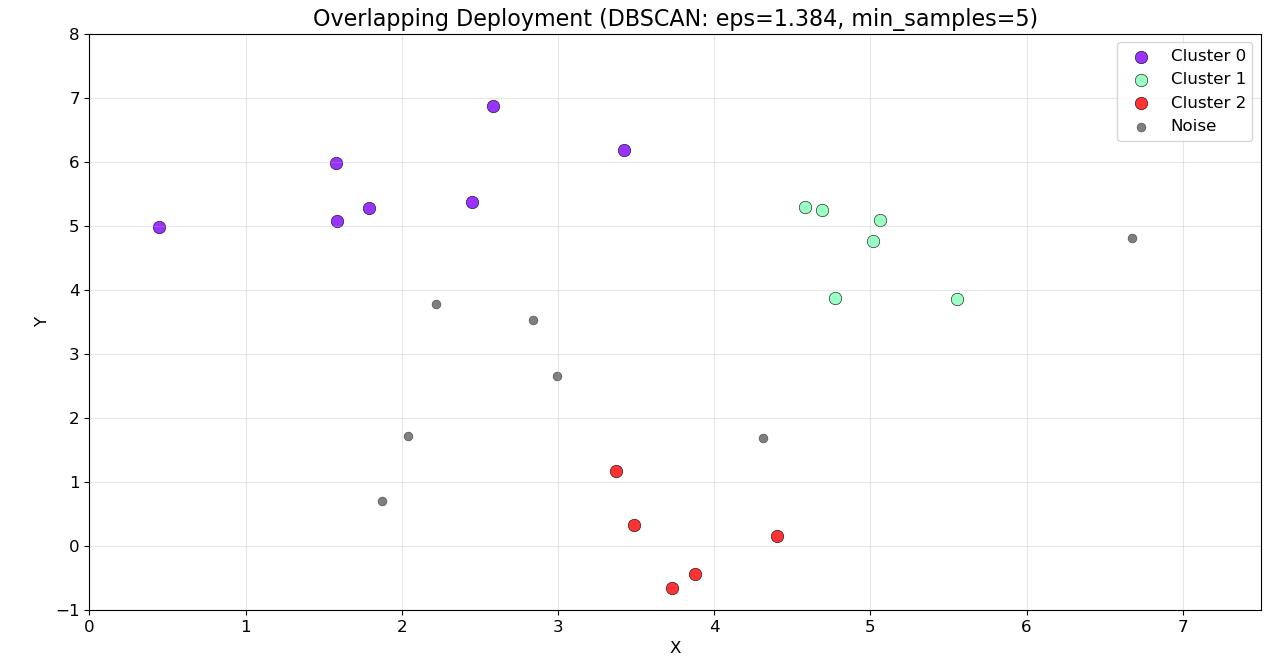 Overlapping Deployment (DBSCAN: eps=1.384, min_samples=5)
Cluster 0
Cluster 1
Cluster 2
Noise
8
7
6
5
4
3
2
1
0
−1
Y
0 1 2 3 4 5 6 7
X